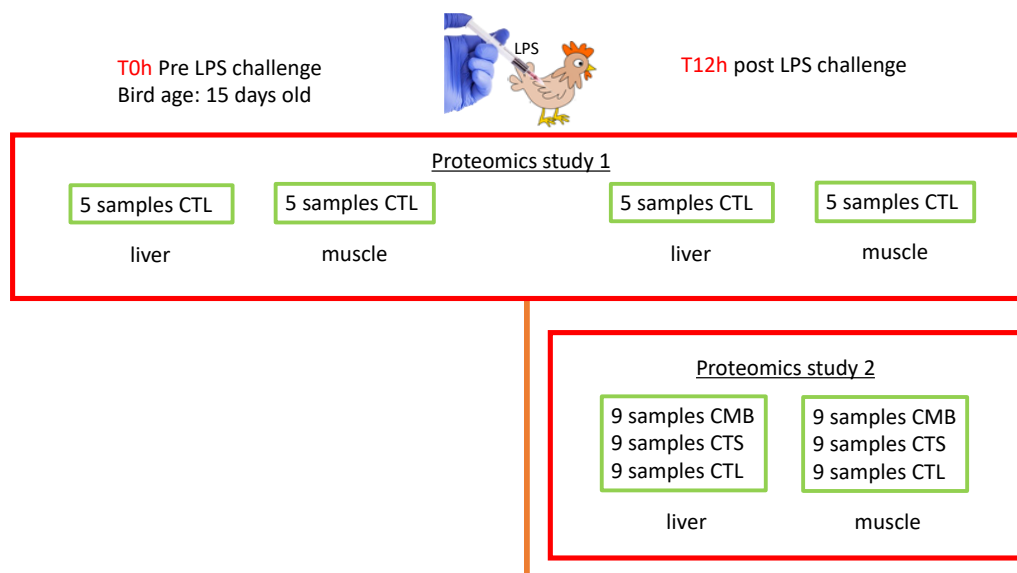 T0h Pre LPS challenge
Bird age: 15 days old
LPS
T12h post LPS challenge
Proteomics study 1
5 samples CTL
5 samples CTL
5 samples CTL
5 samples CTL
liver
muscle
liver
muscle
Proteomics study 2
9 samples CMB
9 samples CTS
9 samples CTL
9 samples CMB
9 samples CTS
9 samples CTL
liver
muscle